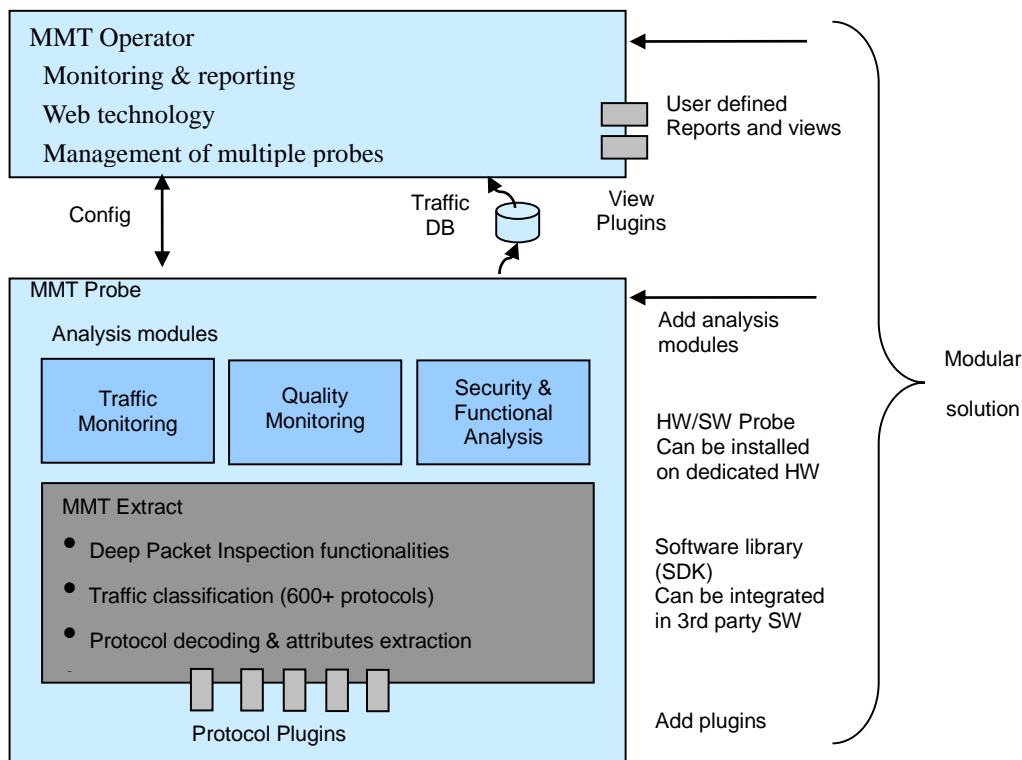 MMT Operator
Monitoring & reporting
Web technology
Management of multiple probes
User defined
Reports and views
Config
Traffic
DB
View
Plugins
MMT Probe
Analysis modules
Traffic
Monitoring
Quality
Monitoring
Security &
Functional
Analysis
Add analysis
modules
HW/SW Probe
Can be installed
on dedicated HW
Modular
solution
MMT Extract
• Deep Packet Inspection functionalities
• Traffic classification (600+ protocols)
• Protocol decoding & attributes extraction
Software library
(SDK)
Can be integrated
in 3rd party SW
Protocol Plugins
Add plugins